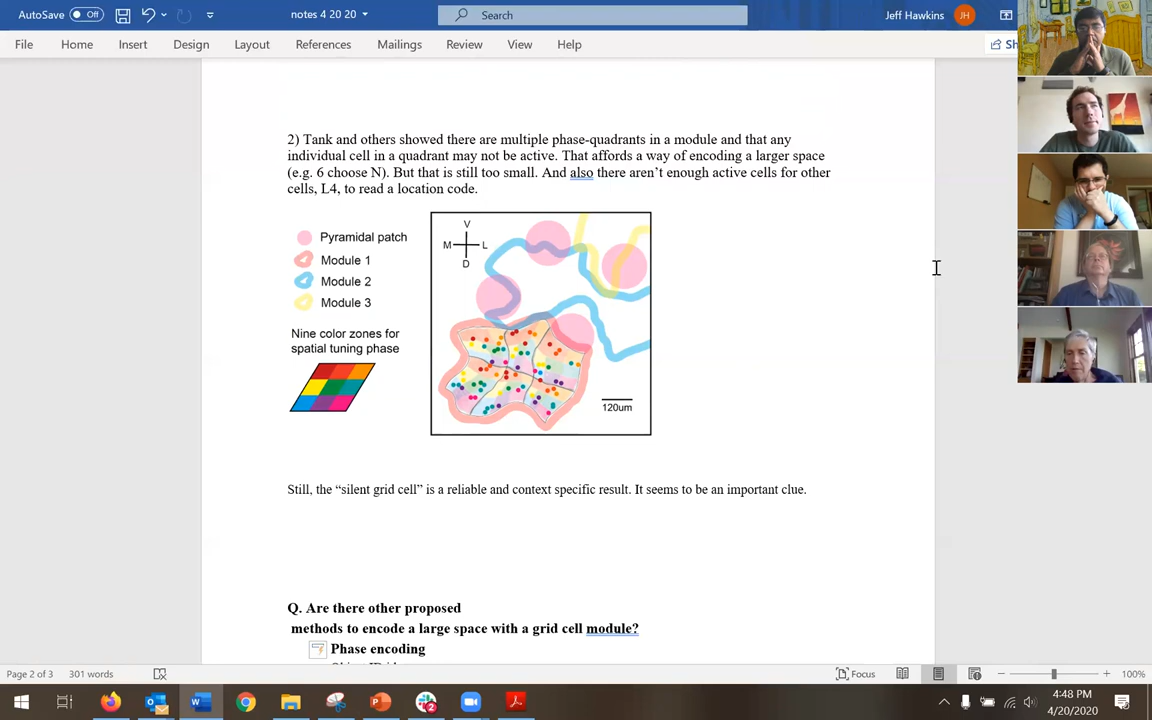 AutoSave Off notes 4 20 20 Search Jeff Hawkins JH
File Home Insert Design Layout References Mailings Review View Help Sh
2) Tank and others showed there are multiple phase-quadrants in a module and that any
individual cell in a quadrant may not be active. That affords a way of encoding a larger space
(e.g. 6 choose N). But that is still too small. And also there aren't enough active cells for other
cells, L4, to read a location code.
V
M L
D
Pyramidal patch
Module 1
Module 2
Module 3
Nine color zones for
spatial tuning phase
120um
Still, the “silent grid cell” is a reliable and context specific result. It seems to be an important clue.
Q. Are there other proposed
methods to encode a large space with a grid cell module?
Phase encoding
Page 2 of 3 301 words Focus 100%
4:48 PM
4/20/2020